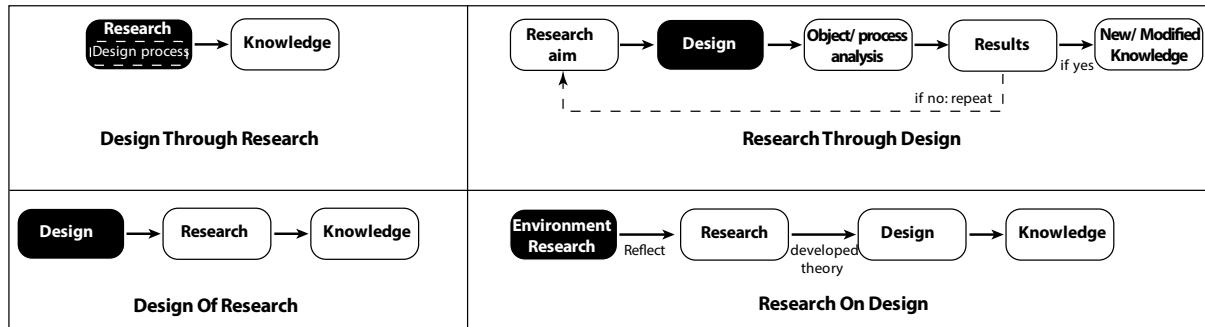 Research
Design process
Knowledge
Design Through Research
Research
aim
Design
Object/ process
analysis
Results
if yes
New/ Modified
Knowledge
if no: repeat
Research Through Design
Design
Research
Knowledge
Design Of Research
Environment
Research
Reflect
Research
developed
theory
Design
Knowledge
Research On Design